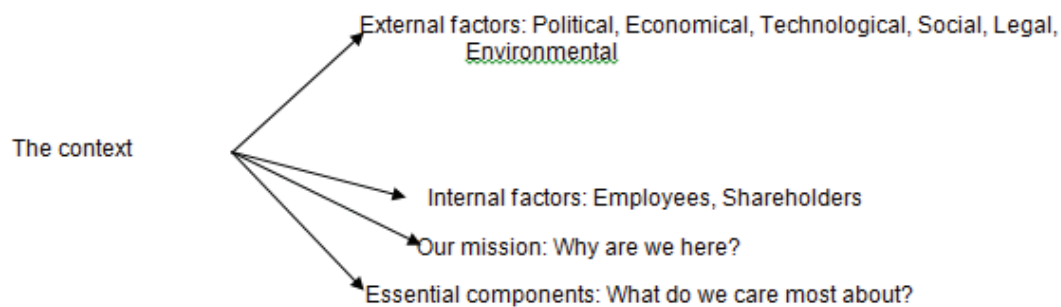 External factors: Political, Economical, Technological, Social, Legal,
Environmental
The context
Internal factors: Employees, Shareholders
Our mission: Why are we here?
Essential components: What do we care most about?